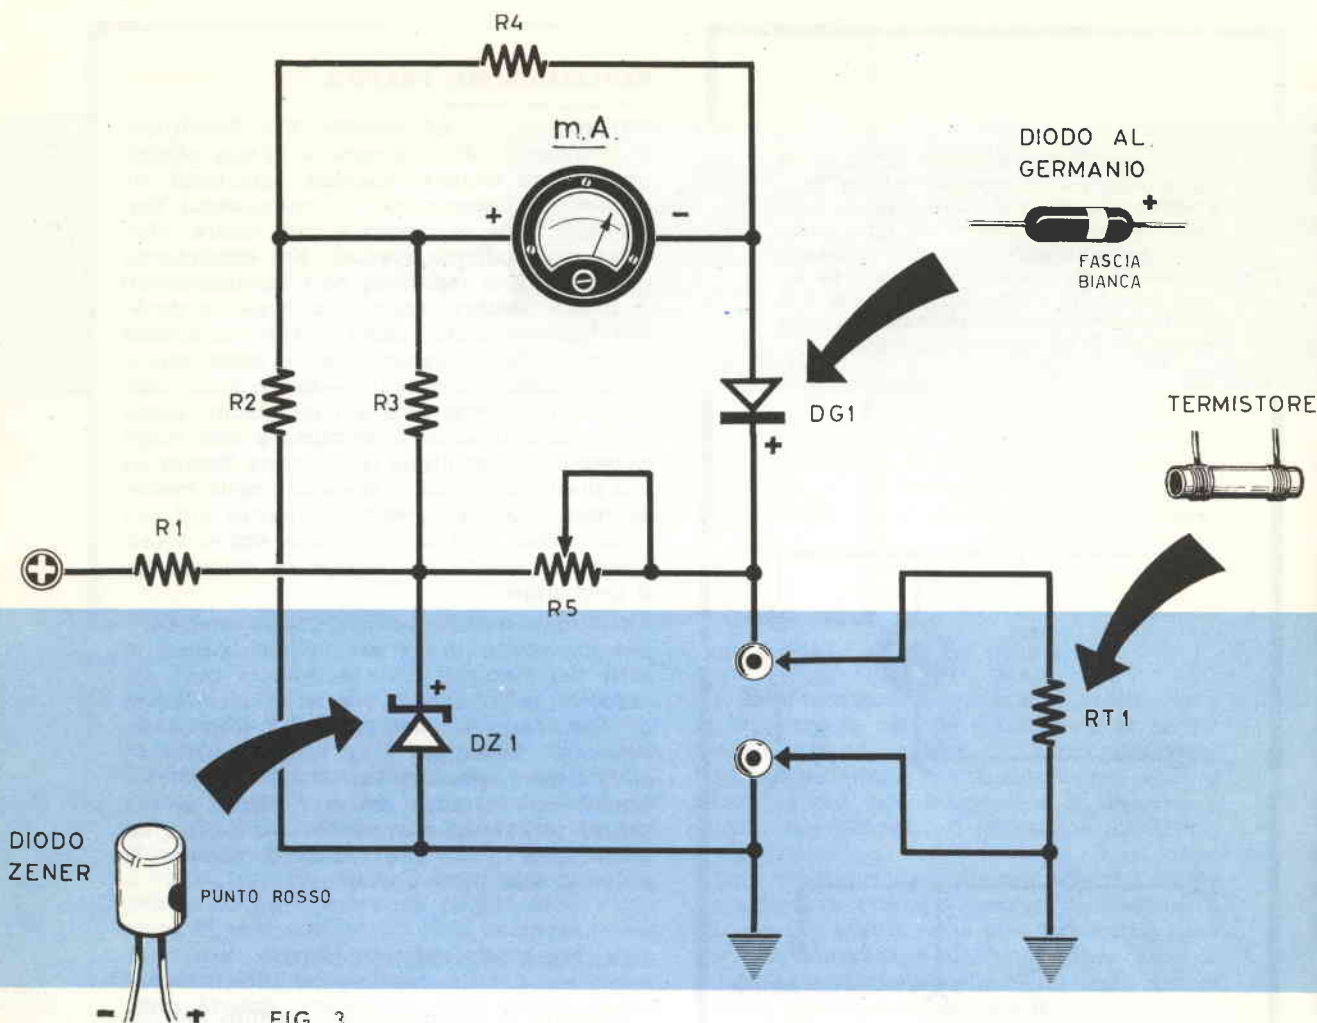 R4
m.A.
+
-
DIODO AL
GERMANIO
+
FASCIA
BIANCA
R2
R3
DG1
+
TERMISTORE
R1
+
R5
+
DZ1
RT1
DIODO
ZENER
PUNTO ROSSO
-
+
FIG. 3